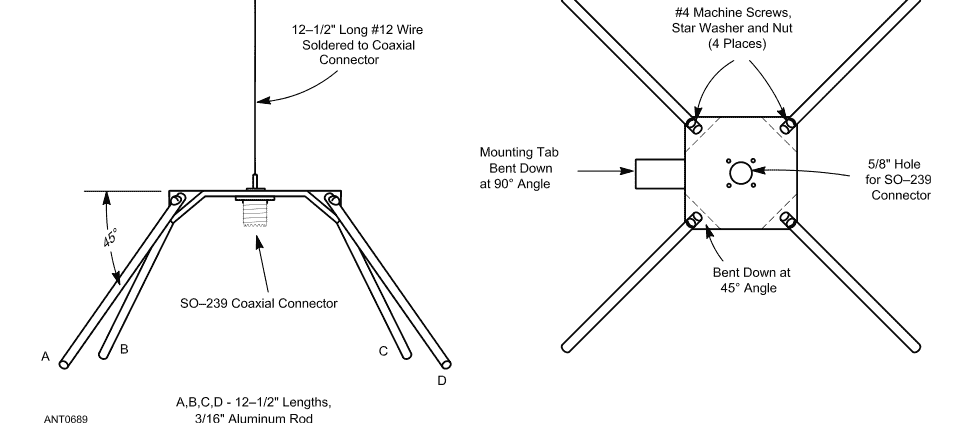 12–1/2" Long #12 Wire
Soldered to Coaxial
Connector
45°
SO–239 Coaxial Connector
A
B
C
D
A,B,C,D - 12–1/2" Lengths,
3/16" Aluminum Rod
ANT0689
#4 Machine Screws,
Star Washer and Nut
(4 Places)
Mounting Tab
Bent Down
at 90° Angle
5/8" Hole
for SO–239
Connector
Bent Down at
45° Angle